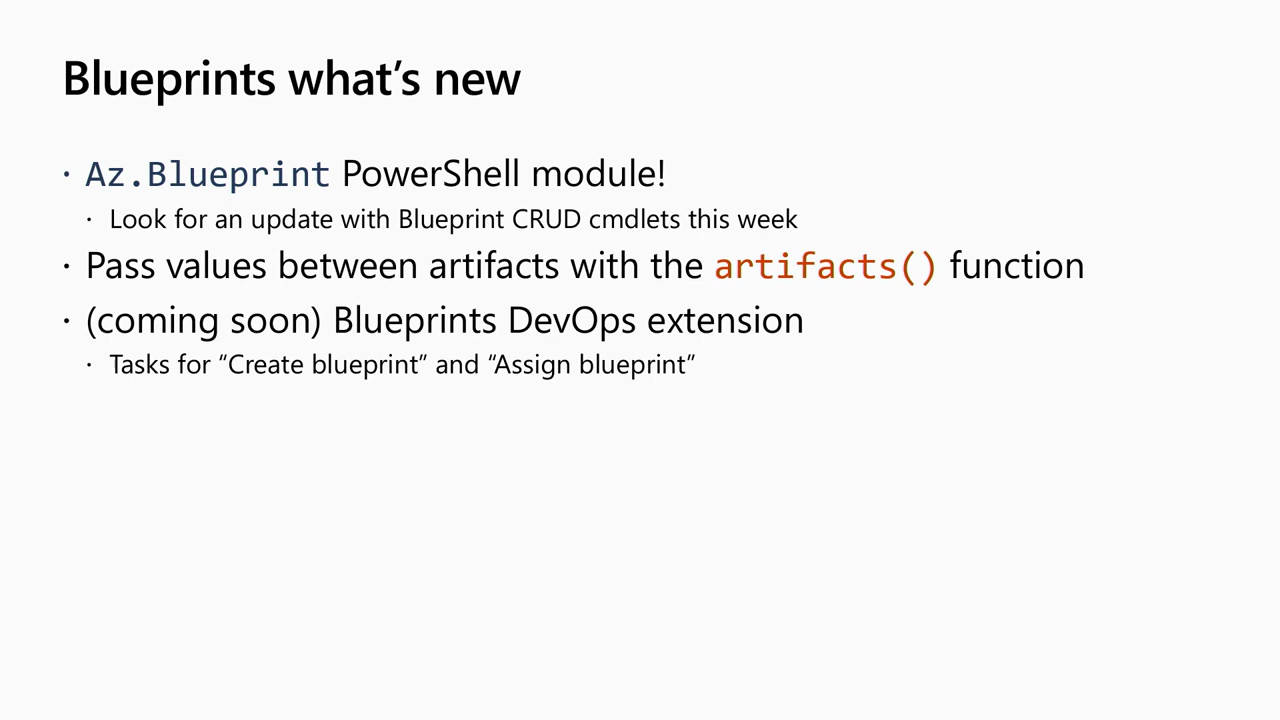 Blueprints what’s new
· Az.Blueprint PowerShell module!
· Look for an update with Blueprint CRUD cmdlets this week
· Pass values between artifacts with the artifacts() function
· (coming soon) Blueprints DevOps extension
· Tasks for “Create blueprint” and “Assign blueprint”